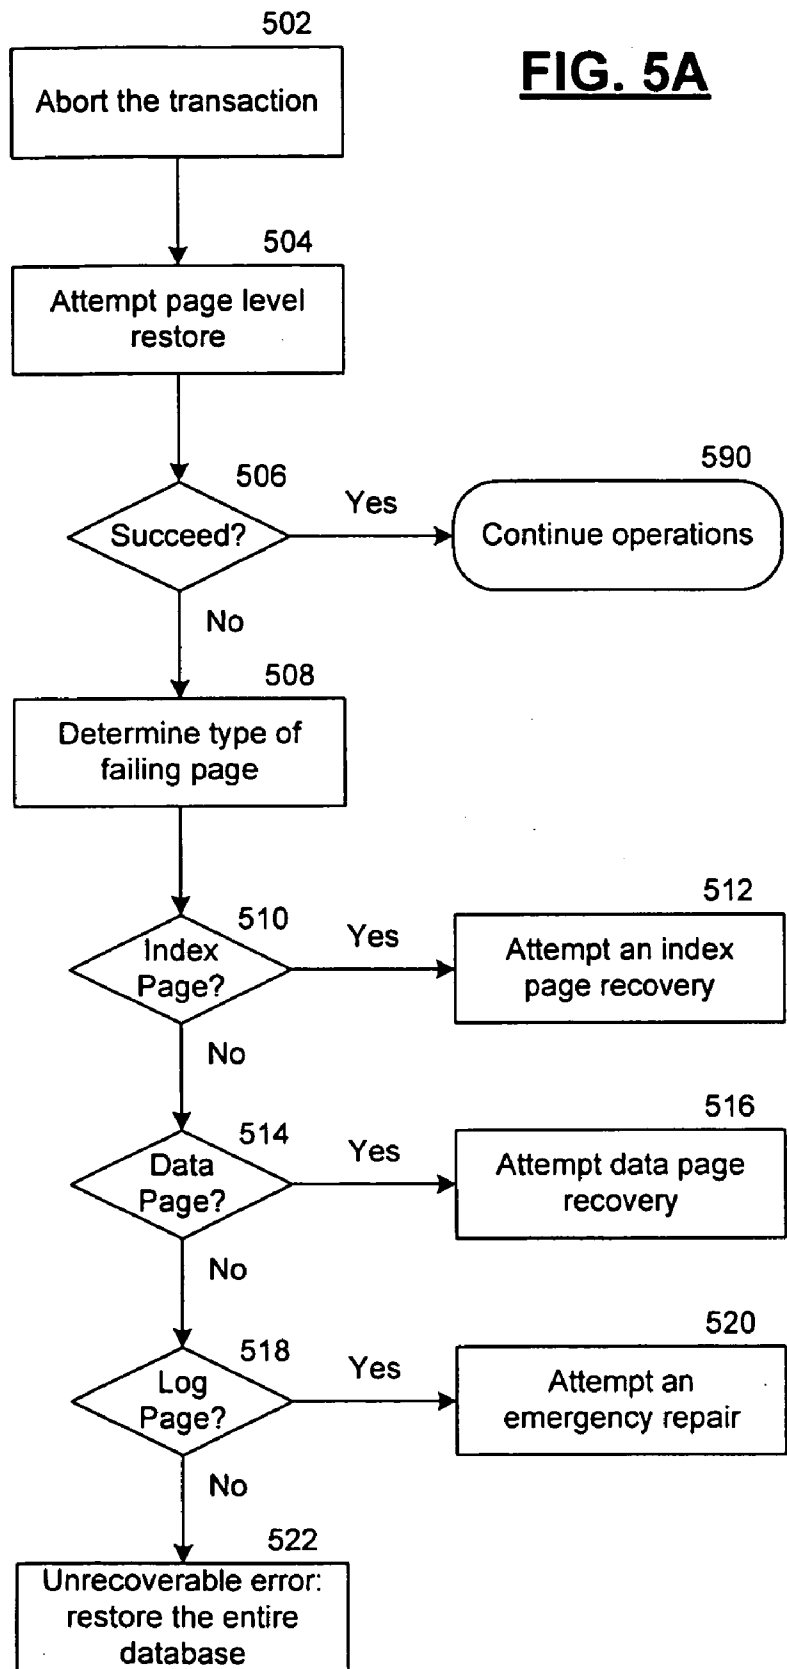 502
FIG. 5A
Abort the transaction
504
Attempt page level
restore
506
590
Succeed?
Yes
Continue operations
No
508
Determine type of
failing page
510
512
Index
Page?
Yes
Attempt an index
page recovery
No
514
516
Data
Page?
Yes
Attempt data page
recovery
No
518
520
Log
Page?
Yes
Attempt an
emergency repair
No
522
Unrecoverable error:
restore the entire
database